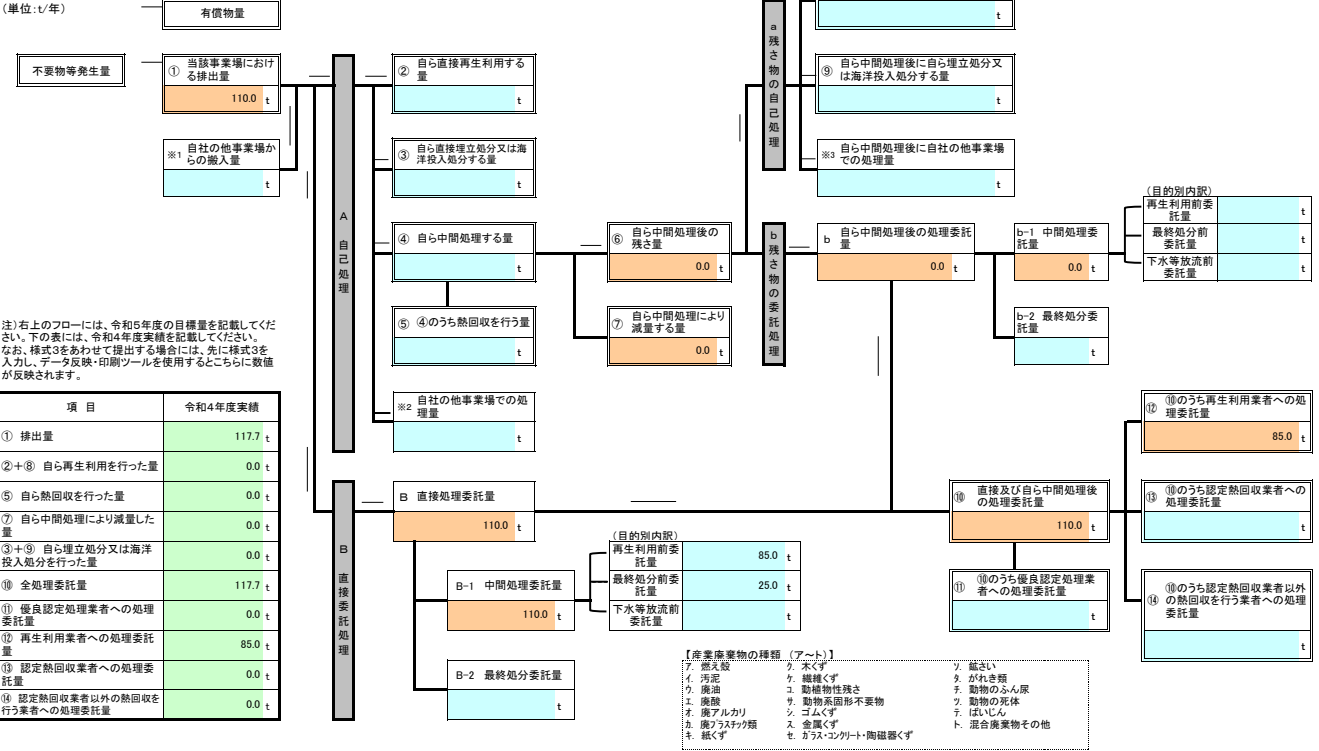 (単位:t/年)
有償物量
t
不要物等発生量
① 当該事業場におけ
る排出量
110.0 t
※1 自社の他事業場か
らの搬入量
t
A 自己処理
② 自ら直接再生利用する
量
t
③ 自ら直接埋立処分又は海
洋投入処分する量
t
④ 自ら中間処理する量
t
⑤ ④のうち熱回収を行う量
t
※2 自社の他事業場での処
理量
t
⑥ 自ら中間処理後の
残さ量
0.0 t
⑦ 自ら中間処理により
減量する量
0.0 t
a 残さ物の自己処理
⑨ 自ら中間処理後に自ら埋立処分又
は海洋投入処分する量
t
※3 自ら中間処理後に自社の他事業場
での処理量
t
b 残さ物の委託処理
b 自ら中間処理後の処理委託
量
0.0 t
b-1 中間処理委
託量
0.0 t
b-2 最終処分委
託量
t
(目的別内訳)
再生利用前委
託量
t
最終処分前
委託量
t
下水等放流前
委託量
t
注)右上のフローには、令和5年度の目標量を記載してくだ
さい。下の表には、令和4年度実績を記載してください。
なお、様式3をあわせて提出する場合には、先に様式3を
入力し、データ反映・印刷ツールを使用するとこちらに数値
が反映されます。
項 目 令和4年度実績
① 排出量 117.7 t
②+⑧ 自ら再生利用を行った量 0.0 t
⑤ 自ら熱回収を行った量 0.0 t
⑦ 自ら中間処理により減量した
量 0.0 t
③+⑨ 自ら埋立処分又は海洋
投入処分を行った量 0.0 t
⑩ 全処理委託量 117.7 t
⑪ 優良認定処理業者への処理
委託量 0.0 t
⑫ 再生利用業者への処理委託
量 85.0 t
⑬ 認定熱回収業者への処理委
託量 0.0 t
⑭ 認定熱回収業者以外の熱回収を
行う業者への処理委託量 0.0 t
B 直接委託処理
B 直接処理委託量
110.0 t
B-1 中間処理委託量
110.0 t
B-2 最終処分委託量
t
(目的別内訳)
再生利用前委
託量
85.0 t
最終処分前委
託量
25.0 t
下水等放流前
委託量
t
⑩ 直接及び自ら中間処理後
の処理委託量
110.0 t
⑪ ⑩のうち優良認定処理業
者への処理委託量
t
⑫ ⑩のうち再生利用業者への処
理委託量
85.0 t
⑬ ⑩のうち認定熱回収業者への
処理委託量
t
⑭ ⑩のうち認定熱回収業者以外
の熱回収を行う業者への処理
委託量
t
【産業廃棄物の種類 (ア~ト)】
ア. 燃え殻 ク. 木くず ソ. 鉱さい
イ. 汚泥 ケ. 繊維くず タ. がれき類
ウ. 廃油 コ. 動植物性残さ チ. 動物のふん尿
エ. 廃酸 サ. 動物系固形不要物 ツ. 動物の死体
オ. 廃アルカリ シ. ゴムくず テ. ばいじん
カ. 廃プラスチック類 ス. 金属くず ト. 混合廃棄物その他
キ. 紙くず セ. ガラス・コンクリート・陶磁器くず